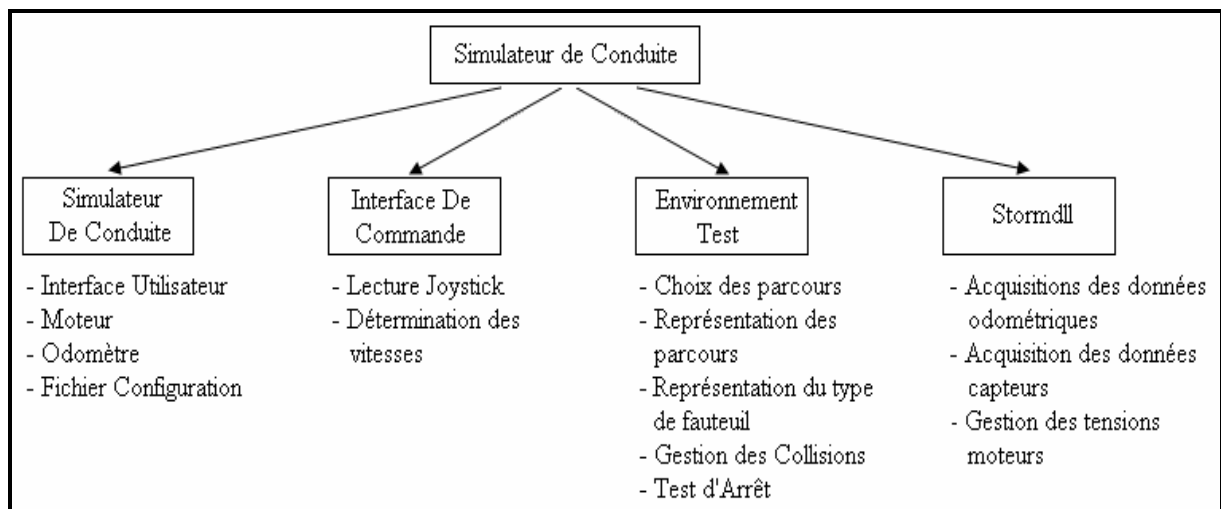 Simulateur de Conduite
Simulateur
De Conduite
- Interface Utilisateur
- Moteur
- Odomètre
- Fichier Configuration
Interface De
Commande
- Lecture Joystick
- Détermination des
vitesses
Environnement
Test
- Choix des parcours
- Représentation des
parcours
- Représentation du type
de fauteuil
- Gestion des Collisions
- Test d'Arrêt
Stormdll
- Acquisitions des données
odométriques
- Acquisition des données
capteurs
- Gestion des tensions
moteurs